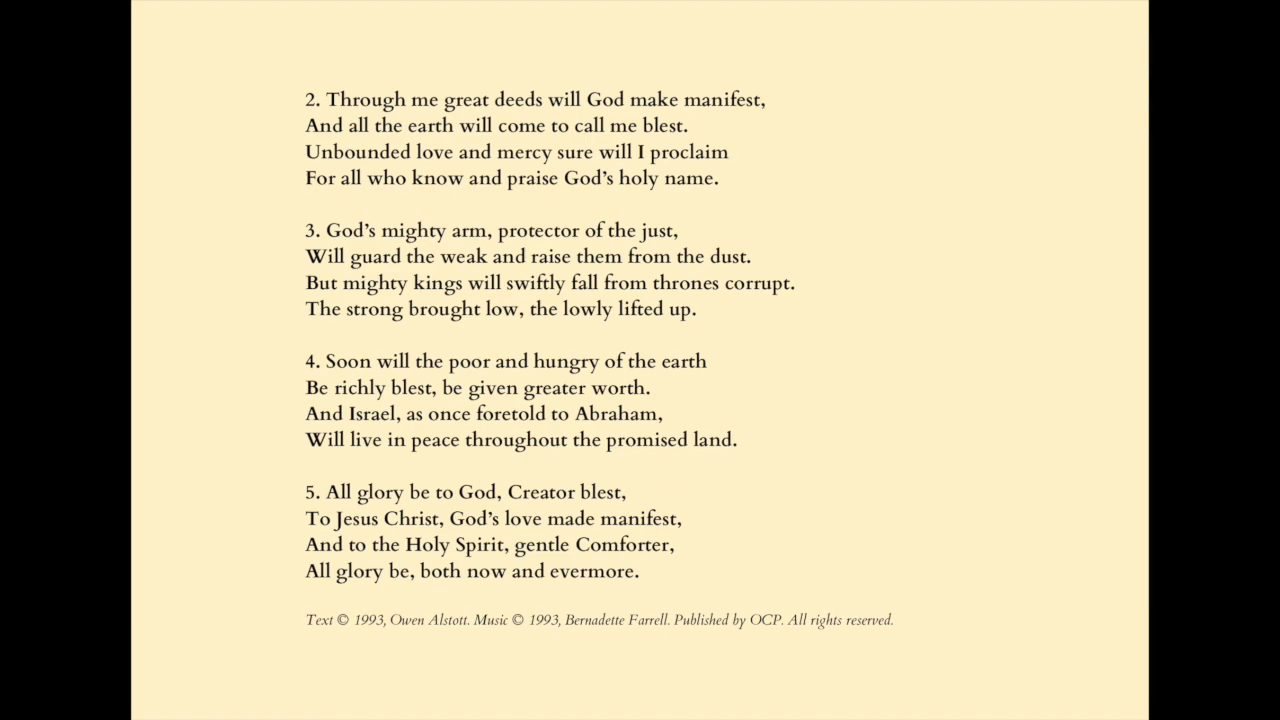 2. Through me great deeds will God make manifest,
And all the earth will come to call me blest.
Unbounded love and mercy sure will I proclaim
For all who know and praise God’s holy name.
3. God’s mighty arm, protector of the just,
Will guard the weak and raise them from the dust.
But mighty kings will swiftly fall from thrones corrupt.
The strong brought low, the lowly lifted up.
4. Soon will the poor and hungry of the earth
Be richly blest, be given greater worth.
And Israel, as once foretold to Abraham,
Will live in peace throughout the promised land.
5. All glory be to God, Creator blest,
To Jesus Christ, God’s love made manifest,
And to the Holy Spirit, gentle Comforter,
All glory be, both now and evermore.
Text © 1993, Owen Alstott. Music © 1993, Bernadette Farrell. Published by OCP. All rights reserved.